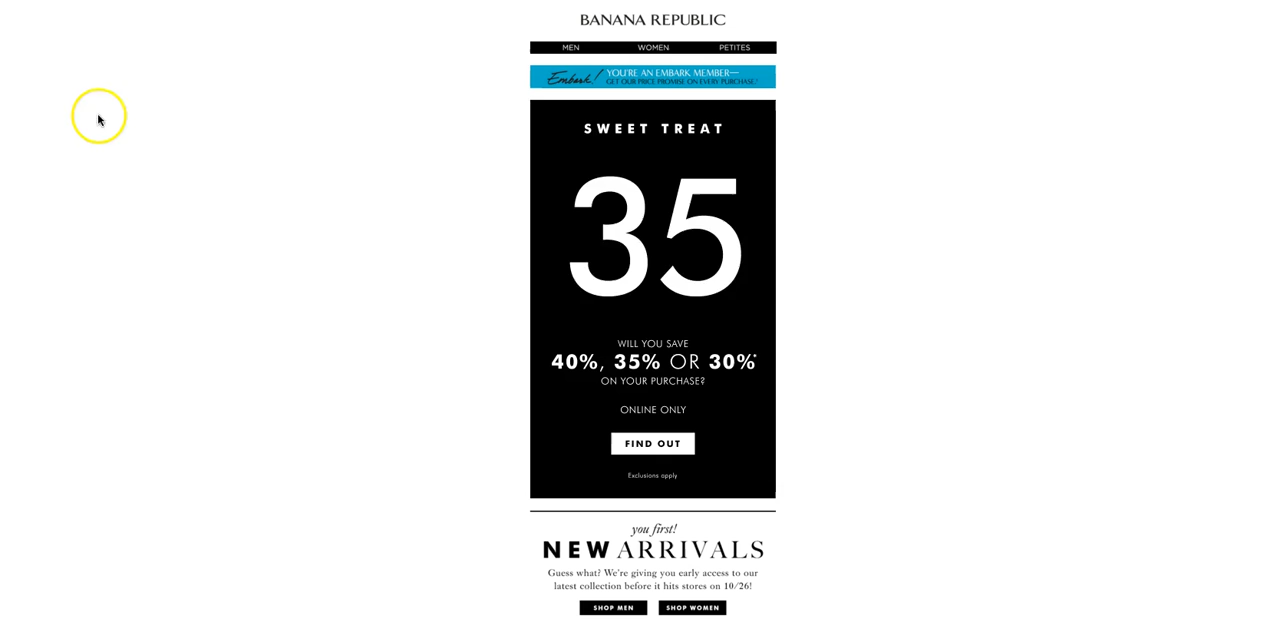 BANANA REPUBLIC
MEN WOMEN PETITES
Embark! YOU'RE AN EMBARK MEMBER—
GET OUR PRICE PROMISE ON EVERY PURCHASE?
SWEET TREAT
35
WILL YOU SAVE
40%, 35% OR 30%*
ON YOUR PURCHASE?
ONLINE ONLY
FIND OUT
Exclusions apply
you first!
NEW ARRIVALS
Guess what? We're giving you early access to our
latest collection before it hits stores on 10/26!
SHOP MEN SHOP WOMEN